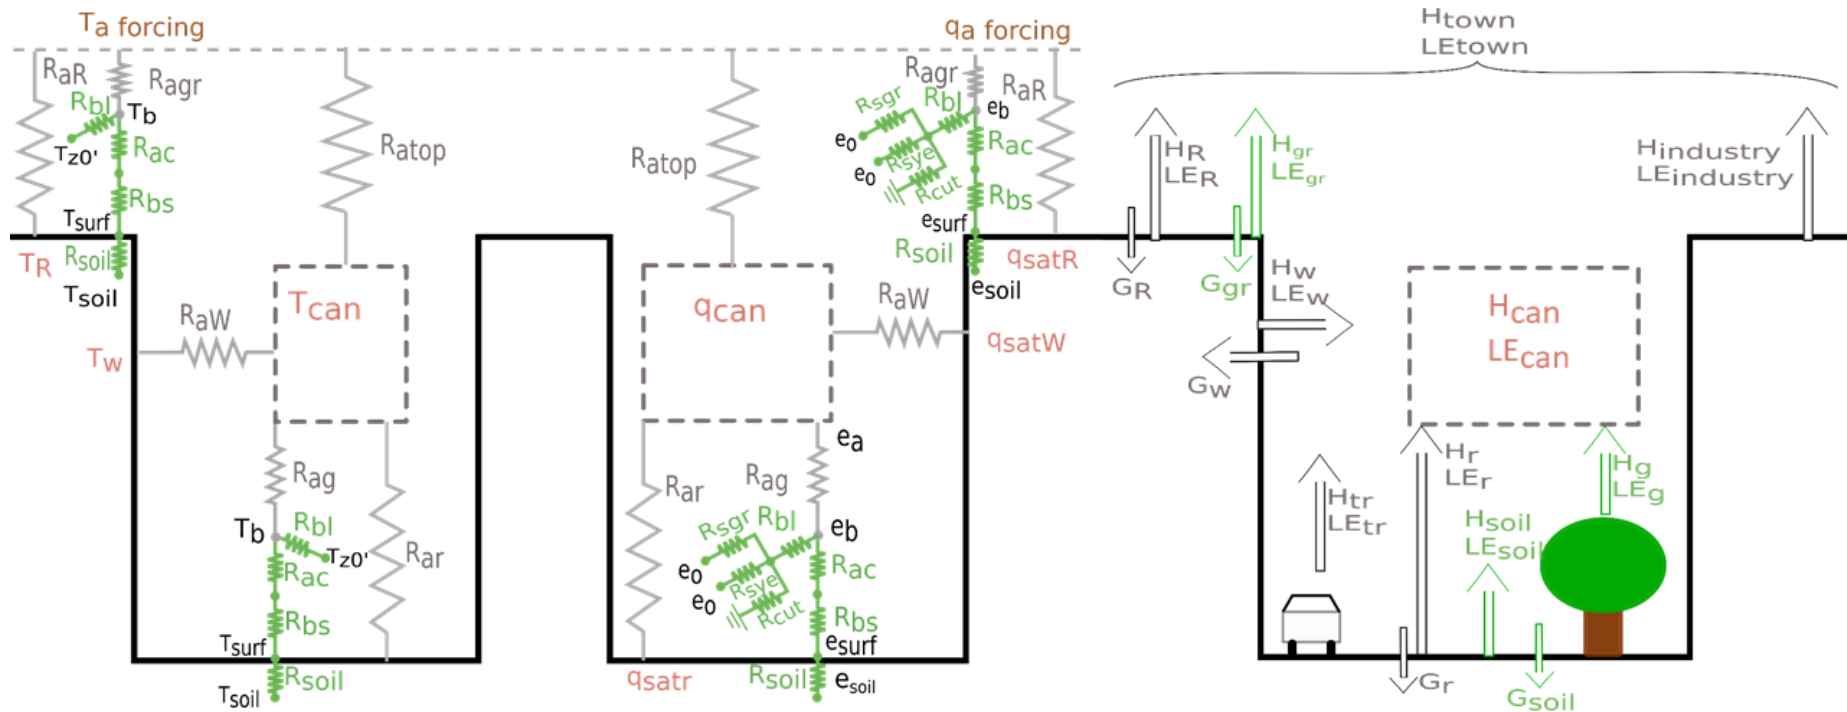 Ta forcing
RaR
Ragr
Rbl
Tb
Tz0'
Rac
Rbs
Tsurf
TR
Rsoil
Tsoil
Ratop
RaW
Tw
Tcan
Rag
Tb
Rbl
Tz0'
Rac
Rar
Rbs
Tsurf
Rsoil
Tsoil
qa forcing
Ragr
RaR
Rsgr
Rbl
eb
eo
Rsye
eo
Rcut
Rac
Rbs
esurf
Rsoil
qsatR
esoil
Ratop
qcan
RaW
qsatW
ea
Rar
Rag
Rsgr
Rbl
eb
eo
Rsye
eo
Rcut
Rac
Rbs
esurf
qsatr
Rsoil
esoil
Htown
LEtown
HR
LER
Hgr
LEgr
Hindustry
LEindustry
GR
Ggr
Hw
LEw
Gw
Hcan
LEcan
Htr
LEtr
Hr
LEr
Hg
LEg
Hsoil
LEsoil
Gr
Gsoil